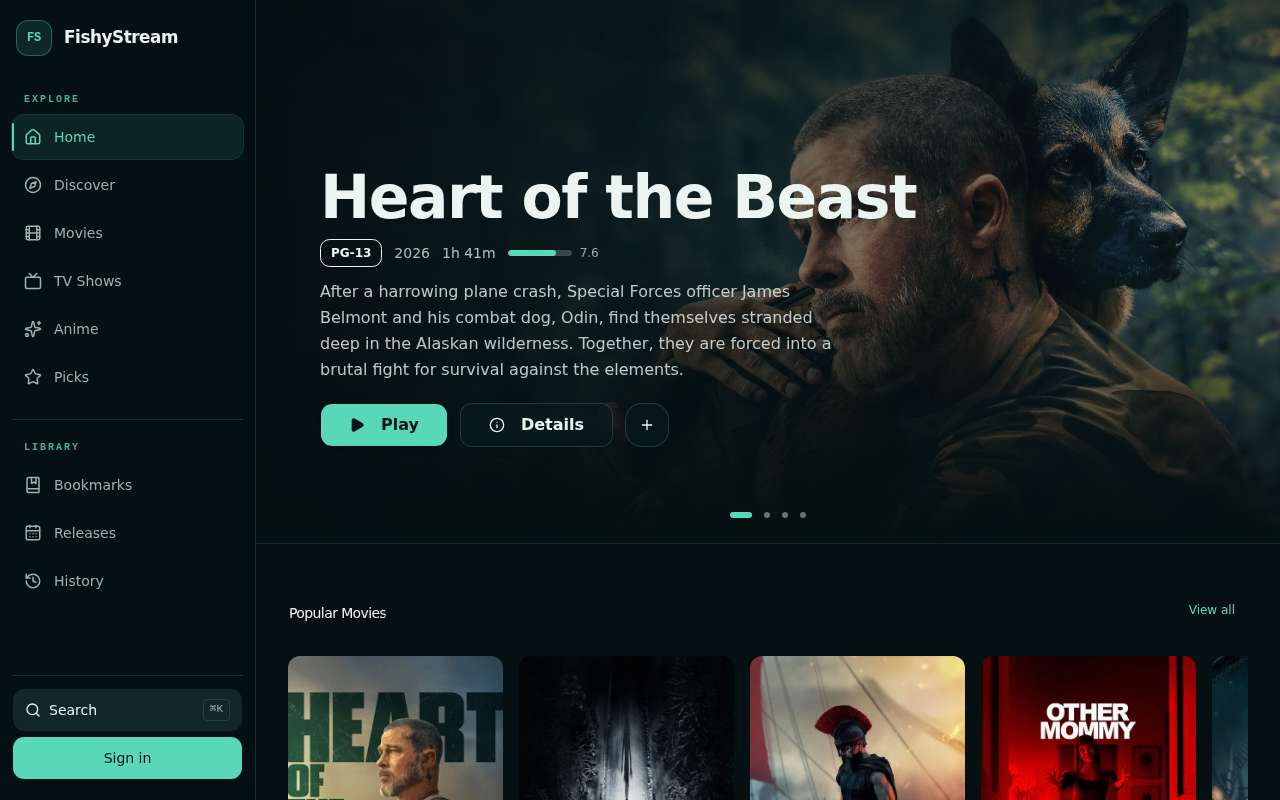 FS
FishyStream
EXPLORE
Home
Discover
Movies
TV Shows
Anime
Picks
LIBRARY
Bookmarks
Releases
History
Search
⌘K
Sign in
Heart of the Beast
PG-13 2026 1h 41m 7.6
After a harrowing plane crash, Special Forces officer James
Belmont and his combat dog, Odin, find themselves stranded
deep in the Alaskan wilderness. Together, they are forced into a
brutal fight for survival against the elements.
Play Details
Popular Movies
View all
HEART
OF
OTHER
MOMMY